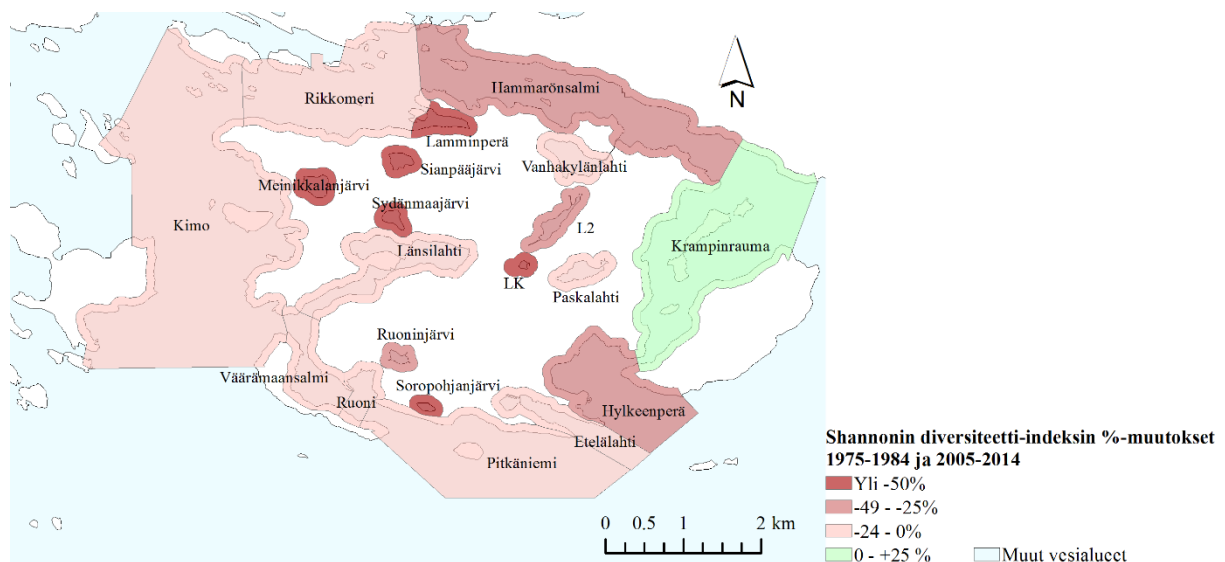 Hammarönsalmi
Rikkomeri
N
Lamminperä
Vanhakylänlahti
Sianpääjärvi
Meinikkalanjärvi
Sydänmaajärvi
Kimo
L2
Krampinrauma
Länsilahti
LK
Paskalahti
Ruoninjärvi
Väärämaansalmi
Soropohjanjärvi
Ruoni
Hylkeenperä
Etelälahti
Pitkäniemi
Shannonin diversiteetti-indeksin %-muutokset
1975-1984 ja 2005-2014
Yli -50%
-49 - -25%
-24 - 0%
0 - +25 %
Muut vesialueet
0 0.5 1 2 km